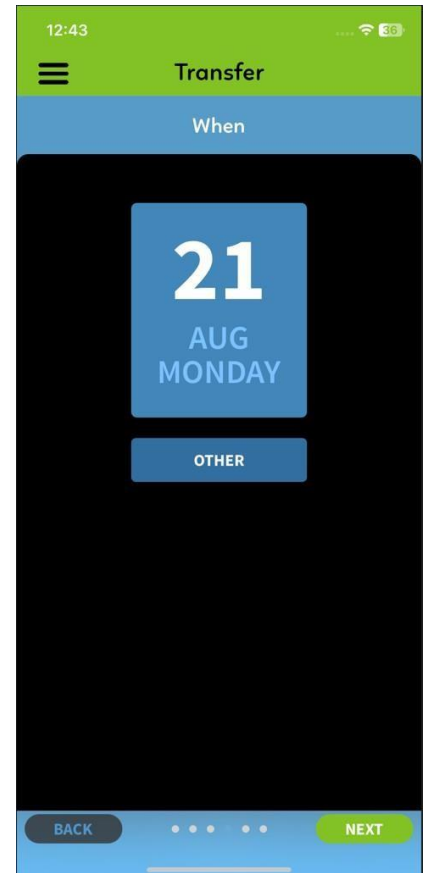 12:43
36
Transfer
When
21
AUG
MONDAY
OTHER
BACK
NEXT